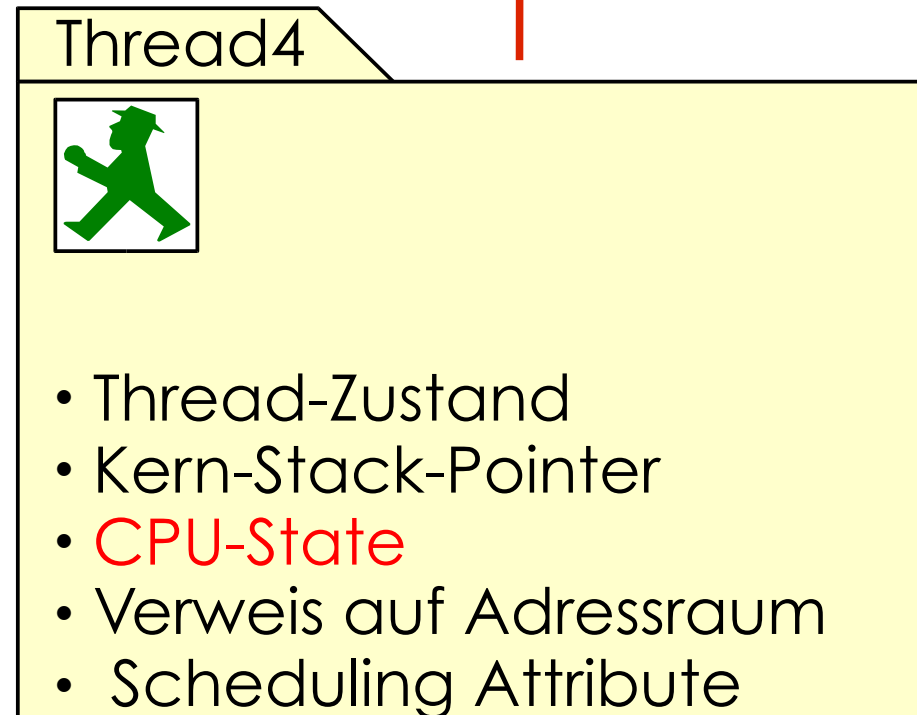 Thread4
• Thread-Zustand
• Kern-Stack-Pointer
• CPU-State
• Verweis auf Adressraum
• Scheduling Attribute